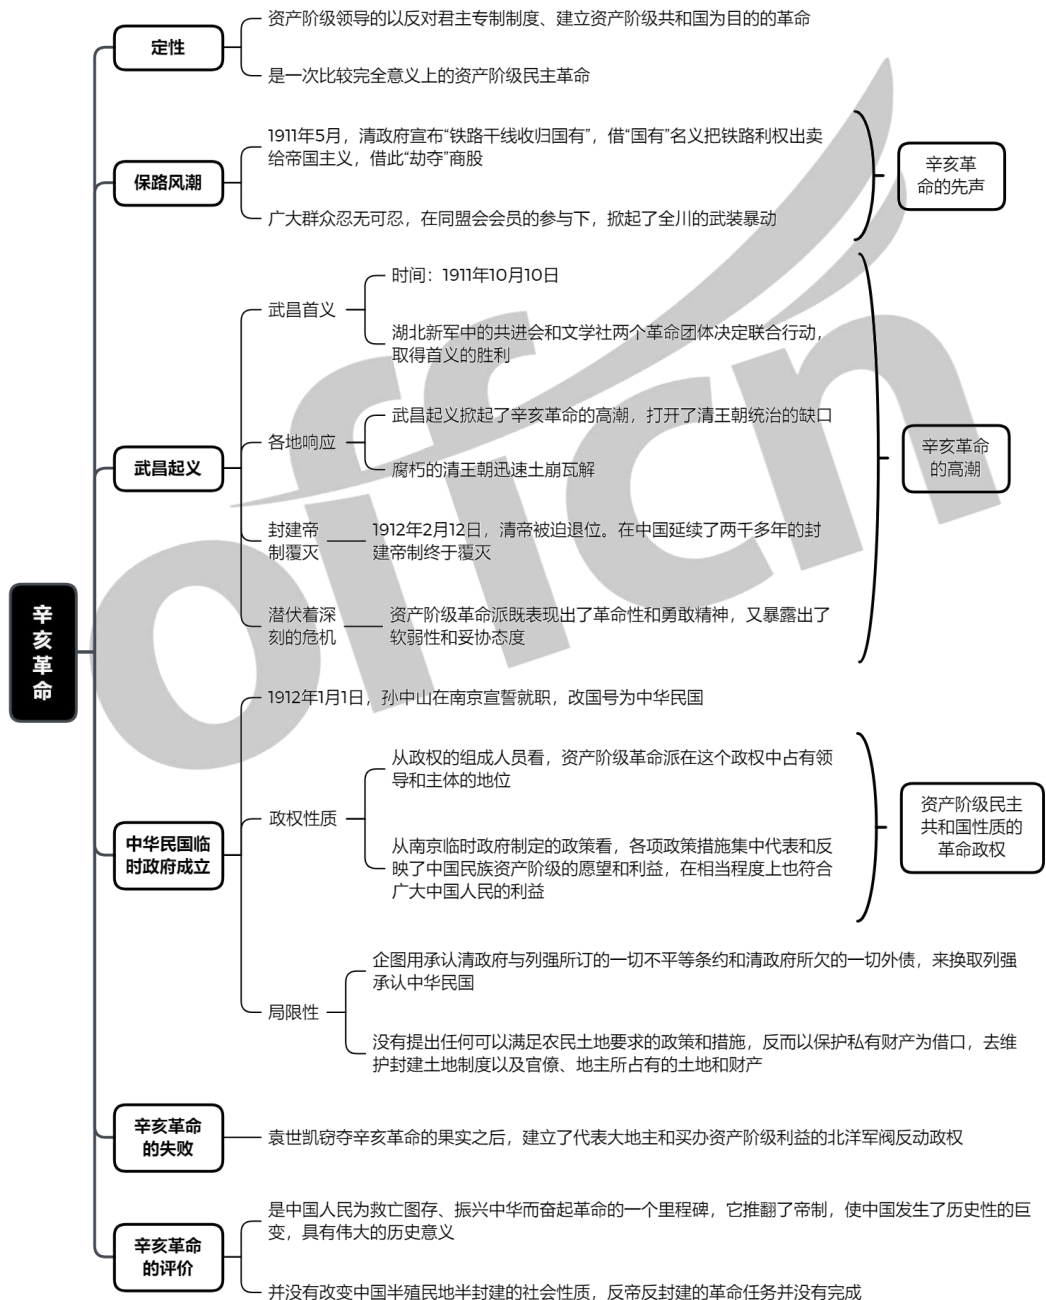 资产阶级领导的以反对君主专制制度、建立资产阶级共和国为目的的革命
定性
是一次比较完全意义上的资产阶级民主革命
1911年5月，清政府宣布“铁路干线收归国有”，借“国有”名义把铁路利权出卖
给帝国主义，借此“劫夺”商股
保路风潮
广大群众忍无可忍，在同盟会会员的参与下，掀起了全川的武装暴动
辛亥革
命的先声
时间：1911年10月10日
武昌首义
湖北新军中的共进会和文学社两个革命团体决定联合行动，
取得首义的胜利
武昌起义掀起了辛亥革命的高潮，打开了清王朝统治的缺口
各地响应
腐朽的清王朝迅速土崩瓦解
武昌起义
辛亥革命
的高潮
封建帝
制覆灭
1912年2月12日，清帝被迫退位。在中国延续了两千多年的封
建帝制终于覆灭
潜伏着深
刻的危机
资产阶级革命派既表现出了革命性和勇敢精神，又暴露出了
软弱性和妥协态度
辛
亥
革
命
1912年1月1日，孙中山在南京宣誓就职，改国号为中华民国
从政权的组成人员看，资产阶级革命派在这个政权中占有领
导和主体的地位
政权性质
从南京临时政府制定的政策看，各项政策措施集中代表和反
映了中国民族资产阶级的愿望和利益，在相当程度上也符合
广大中国人民的利益
资产阶级民主
共和国性质的
革命政权
中华民国临
时政府成立
企图用承认清政府与列强所订的一切不平等条约和清政府所欠的一切外债，来换取列强
承认中华民国
局限性
没有提出任何可以满足农民土地要求的政策和措施，反而以保护私有财产为借口，去维
护封建土地制度以及官僚、地主所占有的土地和财产
辛亥革命
的失败
袁世凯窃夺辛亥革命的果实之后，建立了代表大地主和买办资产阶级利益的北洋军阀反动政权
是中国人民为救亡图存、振兴中华而奋起革命的一个里程碑，它推翻了帝制，使中国发生了历史性的巨
变，具有伟大的历史意义
辛亥革命
的评价
并没有改变中国半殖民地半封建的社会性质，反帝反封建的革命任务并没有完成
offcn